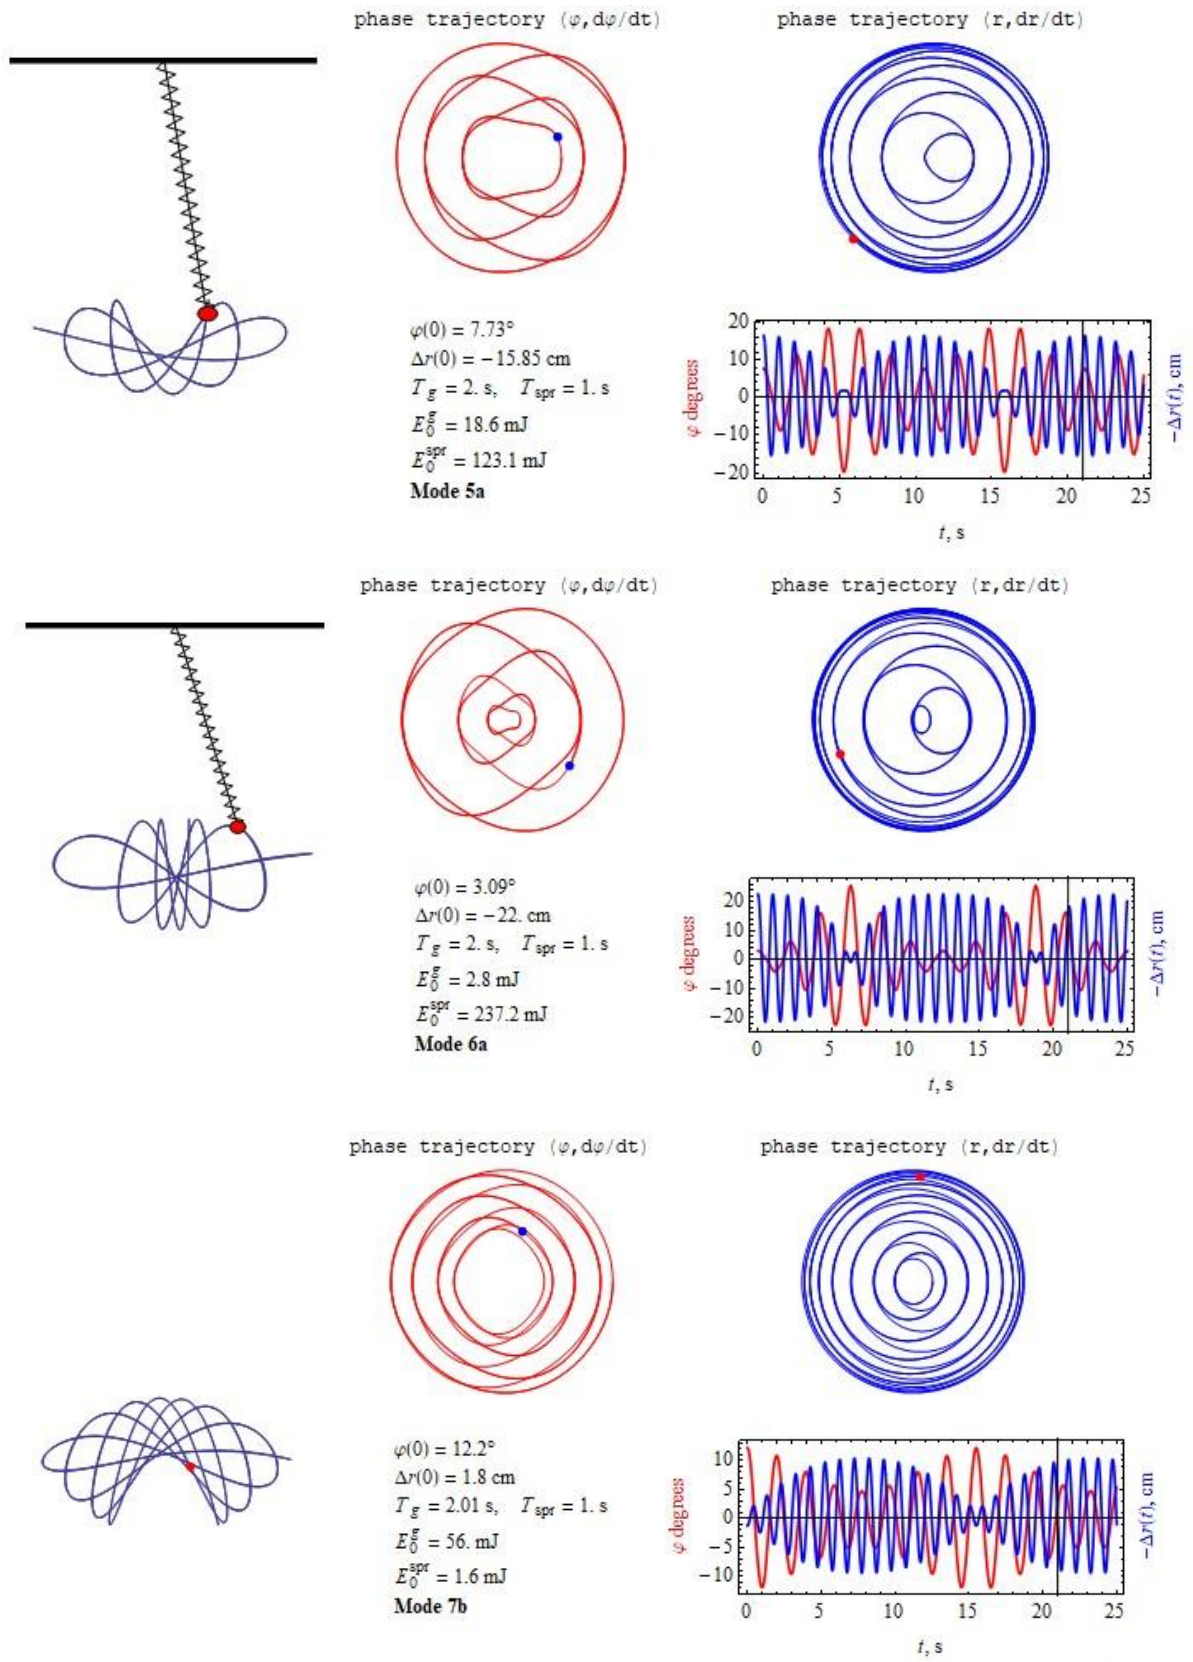 phase trajectory (φ,dφ/dt) phase trajectory (r,dr/dt)
φ(0) = 7.73°
Δr(0) = −15.85 cm
T_g = 2. s, T_spr = 1. s
E_0^g = 18.6 mJ
E_0^spr = 123.1 mJ
Mode 5a
φ degrees
20
10
0
−10
−20
−Δr(t), cm
0 5 10 15 20 25
t, s
phase trajectory (φ,dφ/dt) phase trajectory (r,dr/dt)
φ(0) = 3.09°
Δr(0) = −22. cm
T_g = 2. s, T_spr = 1. s
E_0^g = 2.8 mJ
E_0^spr = 237.2 mJ
Mode 6a
φ degrees
20
10
0
−10
−20
−Δr(t), cm
0 5 10 15 20 25
t, s
phase trajectory (φ,dφ/dt) phase trajectory (r,dr/dt)
φ(0) = 12.2°
Δr(0) = 1.8 cm
T_g = 2.01 s, T_spr = 1. s
E_0^g = 56. mJ
E_0^spr = 1.6 mJ
Mode 7b
φ degrees
10
5
0
−5
−10
−Δr(t), cm
0 5 10 15 20 25
t, s